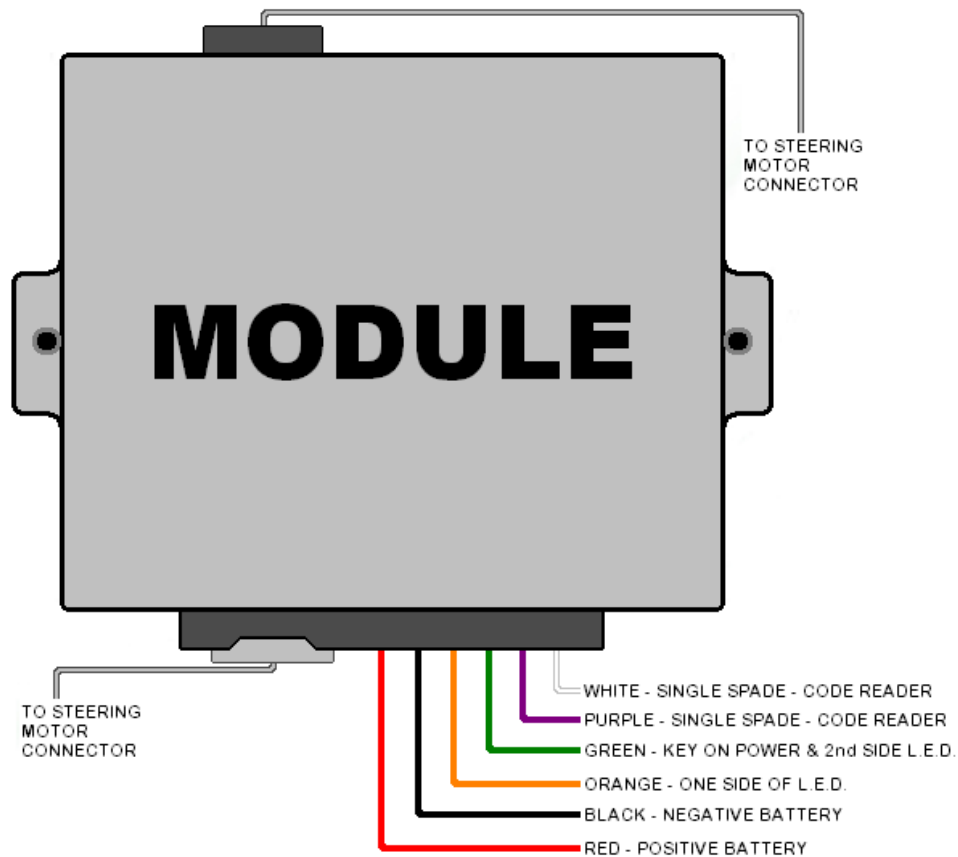 TO STEERING
MOTOR
CONNECTOR
MODULE
TO STEERING
MOTOR
CONNECTOR
WHITE - SINGLE SPADE - CODE READER
PURPLE - SINGLE SPADE - CODE READER
GREEN - KEY ON POWER & 2nd SIDE L.E.D.
ORANGE - ONE SIDE OF L.E.D.
BLACK - NEGATIVE BATTERY
RED - POSITIVE BATTERY